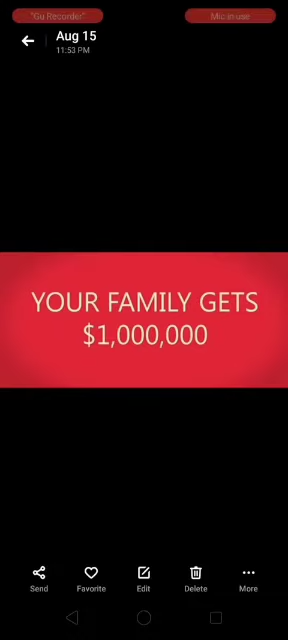 "Gu Recorder"
Mic in use
Aug 15
11:53 PM
YOUR FAMILY GETS
$1,000,000
Send
Favorite
Edit
Delete
More